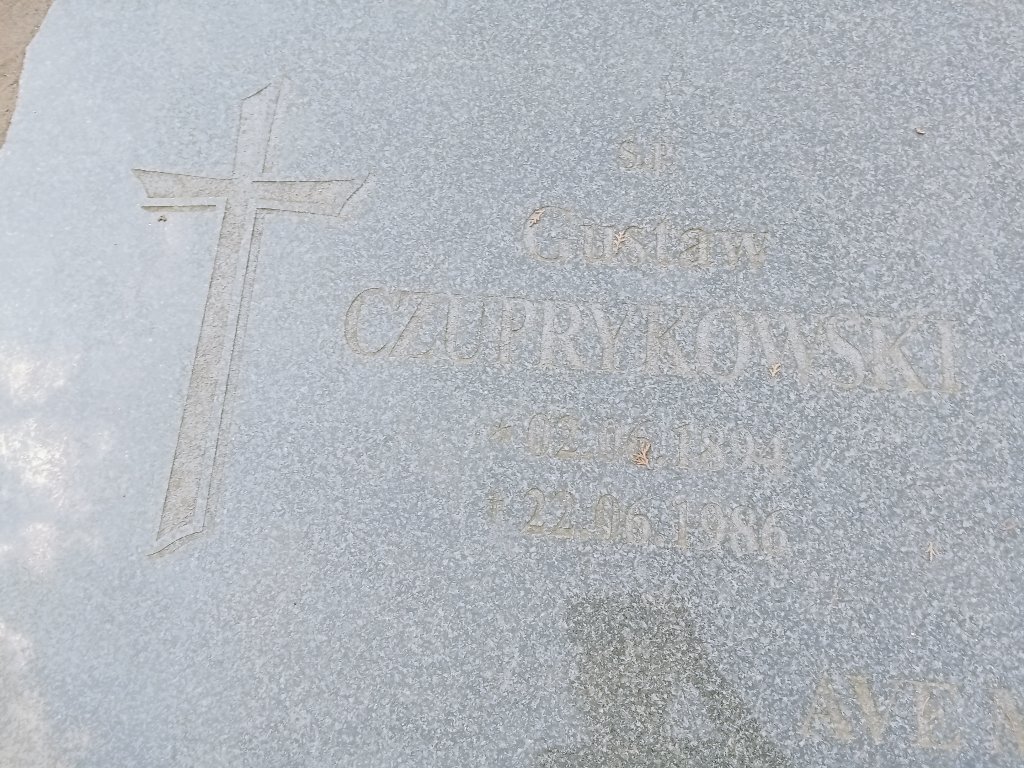 Ś.P.
Gustaw
CZUPRYKOWSKI
* 02.06.1894
† 22.06.1986
AVE M